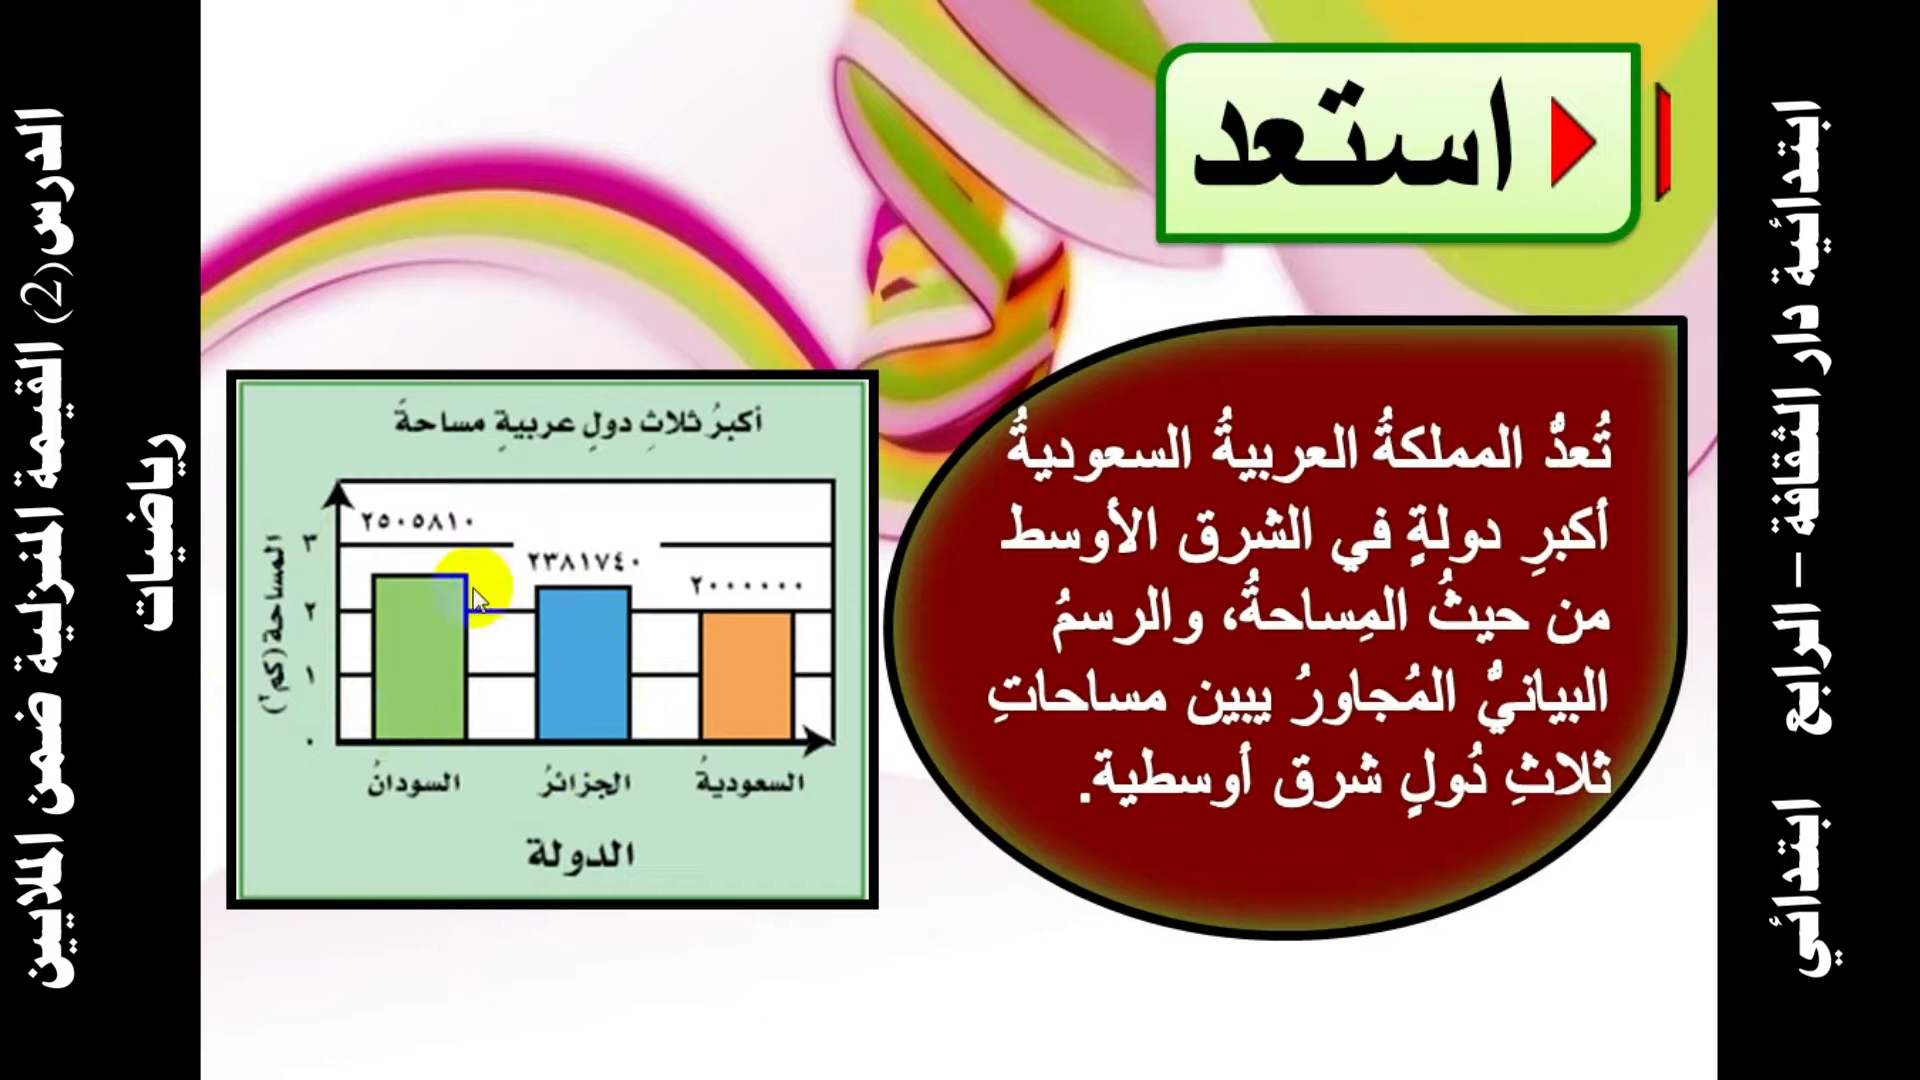 استعد
تُعدُّ المملكةُ العربيةُ السعوديةُ
أكبرِ دولةٍ في الشرق الأوسط
من حيثُ المِساحةُ، والرسمُ
البيانيُّ المُجاورُ يبين مساحاتِ
ثلاثِ دُولٍ شرق أوسطية.
أكبرُ ثلاثِ دولٍ عربيةٍ مساحةً
٢٥٠٥٨١٠
٢٣٨١٧٤٠
٢٠٠٠٠٠٠
٣
٢
١
٠
المساحة (كم٢)
السعوديةُ
الجزائرُ
السودانُ
الدولة
ابتدائية دار الثقافة – الرابع ابتدائي
الدرس(2) القيمة المنزلية ضمن الملايين
رياضيات